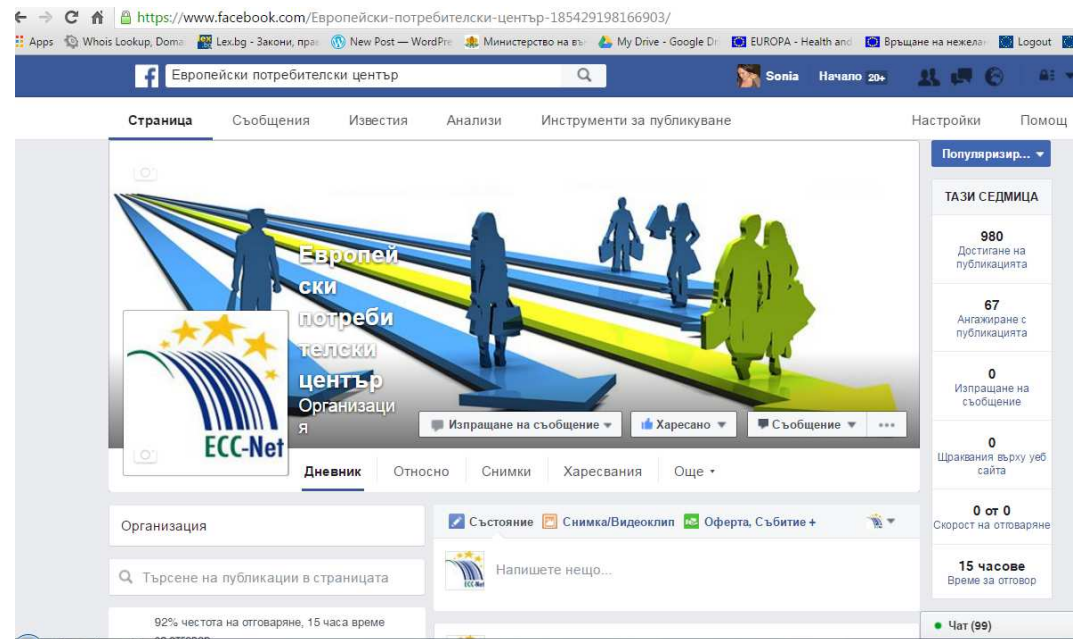 https://www.facebook.com/Европейски-потребителски-център-185429198166903/
Apps Whois Lookup, Doma Lex.bg - Закони, прав New Post — WordPre Министерство на въ My Drive - Google Dr EUROPA - Health and Връщане на нежела Logout
Европейски потребителски център
Sonia Начало 20+
Страница Съобщения Известия Анализи Инструменти за публикуване Настройки Помощ
Популяризир...
ТАЗИ СЕДМИЦА
980
Достигане на
публикацията
67
Ангажиране с
публикацията
0
Изпращане на
съобщение
0
Щраквания върху уеб
сайта
0 от 0
Скорост на отговаряне
15 часове
Време за отговор
Европей
ски
потреби
телски
център
Организаци
я
ECC-Net
Изпращане на съобщение Харесано Съобщение
Дневник Относно Снимки Харесвания Още
Организация
Търсене на публикации в страницата
92% честота на отговаряне, 15 часа време
Състояние Снимка/Видеоклип Оферта, Събитие +
ECC-Net
Напишете нещо...
Чат (99)